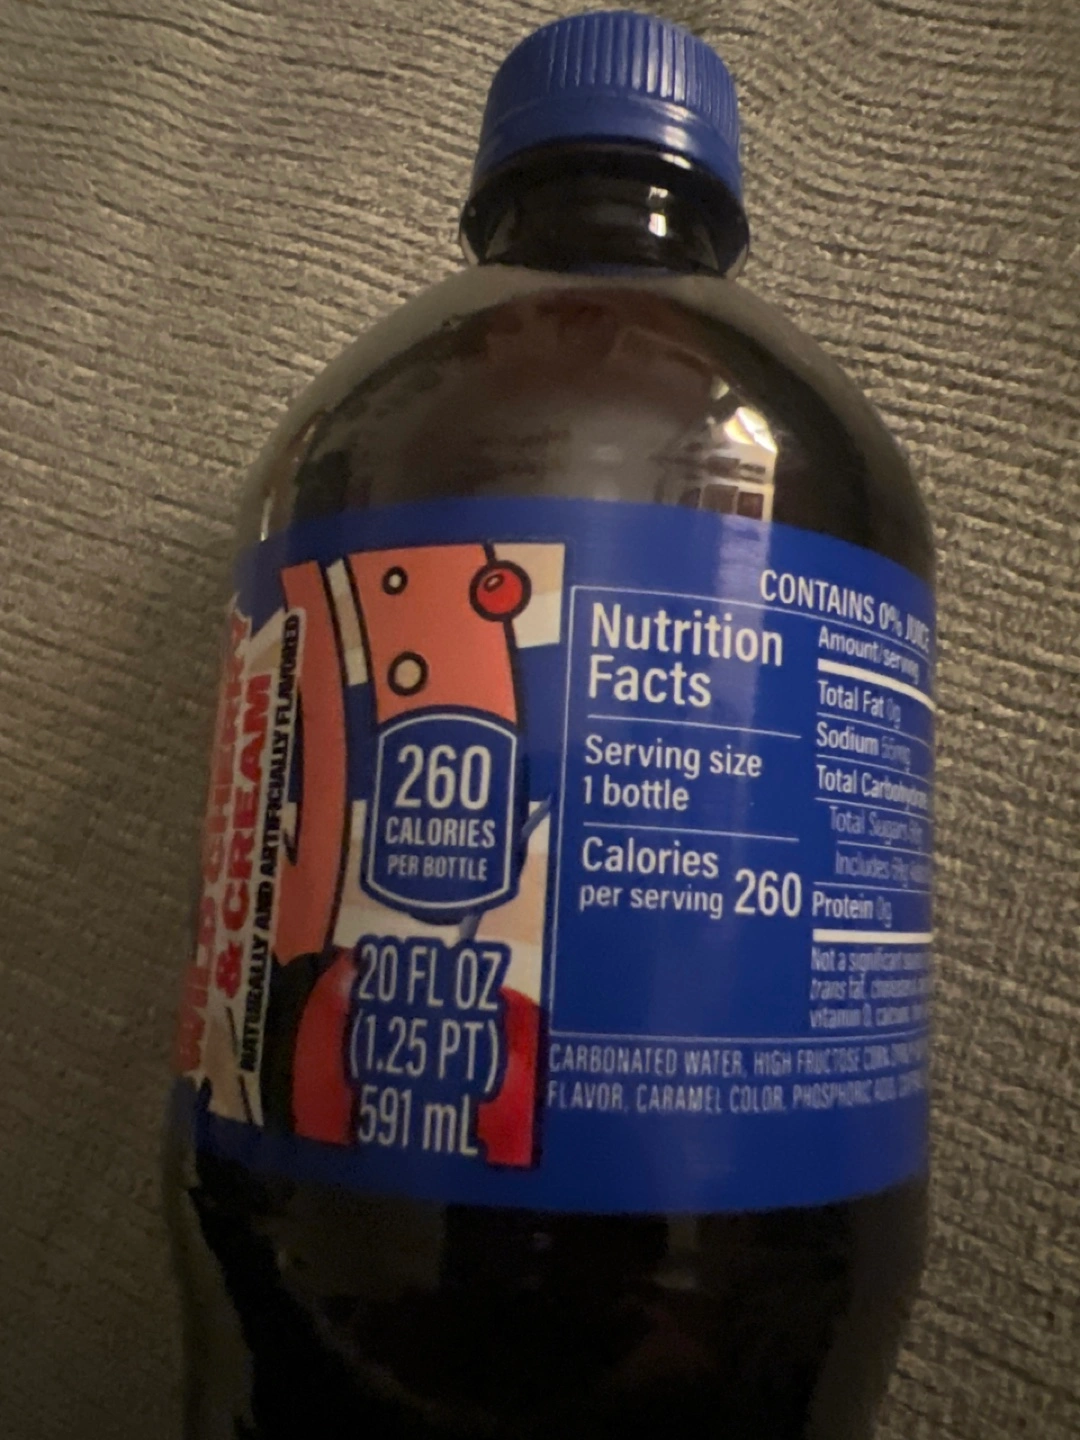 WILD CHERRY
& CREAM
NATURALLY AND ARTIFICIALLY FLAVORED
260
CALORIES
PER BOTTLE
20 FL OZ
(1.25 PT)
591 mL
CONTAINS 0% JUICE
Nutrition
Facts
Serving size
1 bottle
Calories
per serving 260
Amount/serving
Total Fat 0g
Sodium
Total Carbohydrate
Total Sugars
Includes
Protein 0g
Not a significant
trans fat,
vitamin D,
CARBONATED WATER, HIGH FRUCTOSE CORN
FLAVOR, CARAMEL COLOR, PHOSPHORIC ACID,